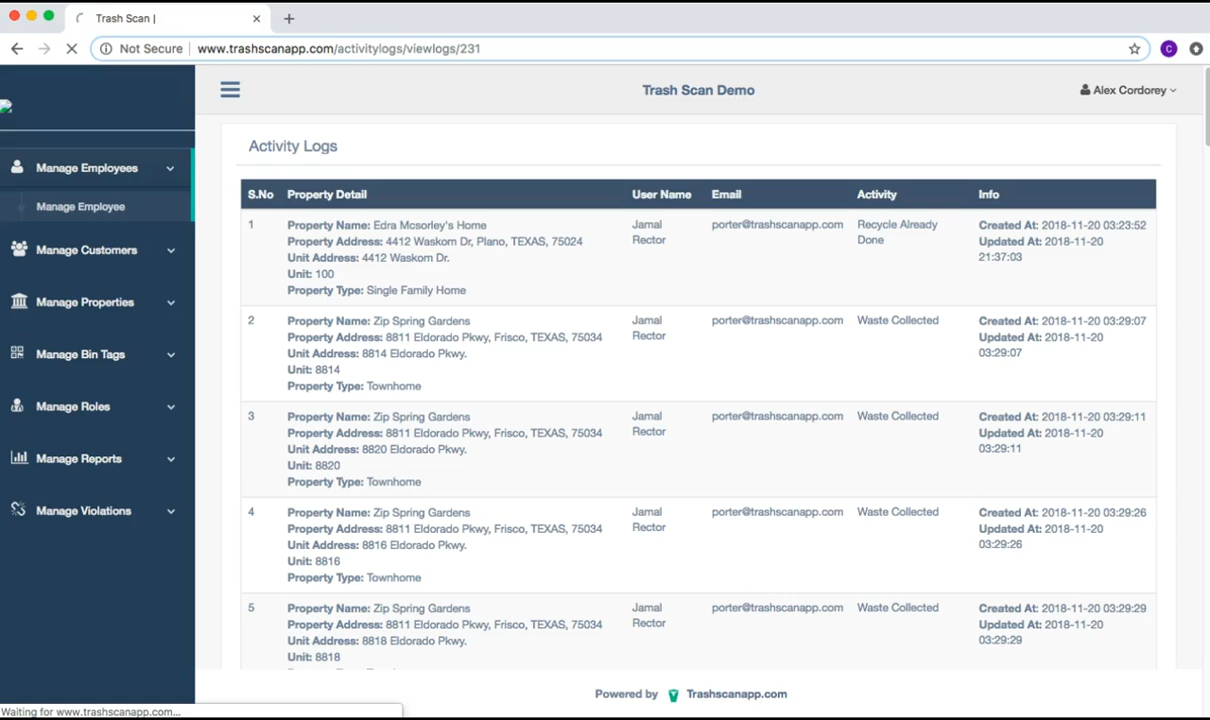 Trash Scan |
Not Secure www.trashscanapp.com/activitylogs/viewlogs/231
C
Trash Scan Demo
Alex Cordorey
Manage Employees
Manage Employee
Manage Customers
Manage Properties
Manage Bin Tags
Manage Roles
Manage Reports
Manage Violations
Activity Logs
S.No Property Detail User Name Email Activity Info
1 Property Name: Edra Mcsorley's Home Jamal porter@trashscanapp.com Recycle Already Created At: 2018-11-20 03:23:52
Property Address: 4412 Waskom Dr, Plano, TEXAS, 75024 Rector Done Updated At: 2018-11-20
Unit Address: 4412 Waskom Dr. 21:37:03
Unit: 100
Property Type: Single Family Home
2 Property Name: Zip Spring Gardens Jamal porter@trashscanapp.com Waste Collected Created At: 2018-11-20 03:29:07
Property Address: 8811 Eldorado Pkwy, Frisco, TEXAS, 75034 Rector Updated At: 2018-11-20
Unit Address: 8814 Eldorado Pkwy. 03:29:07
Unit: 8814
Property Type: Townhome
3 Property Name: Zip Spring Gardens Jamal porter@trashscanapp.com Waste Collected Created At: 2018-11-20 03:29:11
Property Address: 8811 Eldorado Pkwy, Frisco, TEXAS, 75034 Rector Updated At: 2018-11-20
Unit Address: 8820 Eldorado Pkwy. 03:29:11
Unit: 8820
Property Type: Townhome
4 Property Name: Zip Spring Gardens Jamal porter@trashscanapp.com Waste Collected Created At: 2018-11-20 03:29:26
Property Address: 8811 Eldorado Pkwy, Frisco, TEXAS, 75034 Rector Updated At: 2018-11-20
Unit Address: 8816 Eldorado Pkwy. 03:29:26
Unit: 8816
Property Type: Townhome
5 Property Name: Zip Spring Gardens Jamal porter@trashscanapp.com Waste Collected Created At: 2018-11-20 03:29:29
Property Address: 8811 Eldorado Pkwy, Frisco, TEXAS, 75034 Rector Updated At: 2018-11-20
Unit Address: 8818 Eldorado Pkwy. 03:29:29
Unit: 8818
Powered by Trashscanapp.com
Waiting for www.trashscanapp.com...